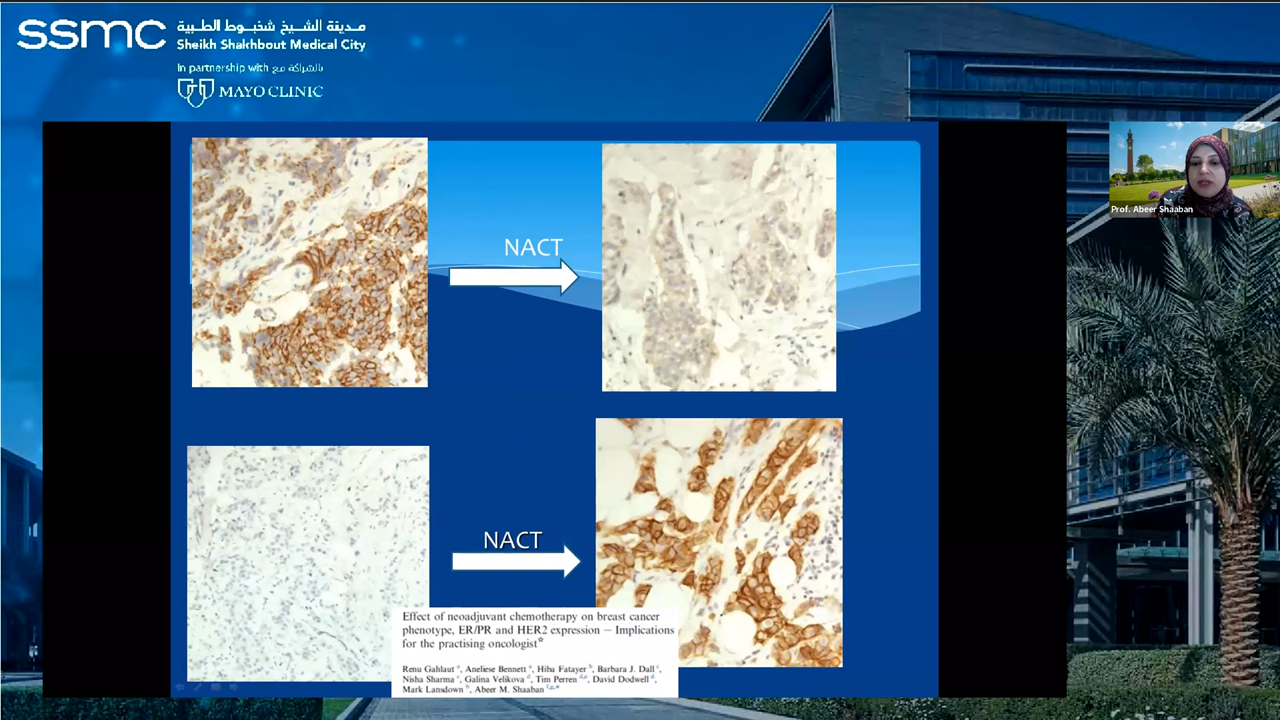 ssmc
مدينة الشيخ شخبوط الطبية
Sheikh Shakhbout Medical City
In partnership with بالشراكة مع
MAYO CLINIC
Prof. Abeer Shaaban
NACT
NACT
Effect of neoadjuvant chemotherapy on breast cancer
phenotype, ER/PR and HER2 expression – Implications
for the practising oncologist☆
Renu Gahlaut a, Aneliese Bennett a, Hiba Fatayer b, Barbara J. Dall c,
Nisha Sharma c, Galina Velikova d, Tim Perren d,e, David Dodwell d,
Mark Lansdown b, Abeer M. Shaaban